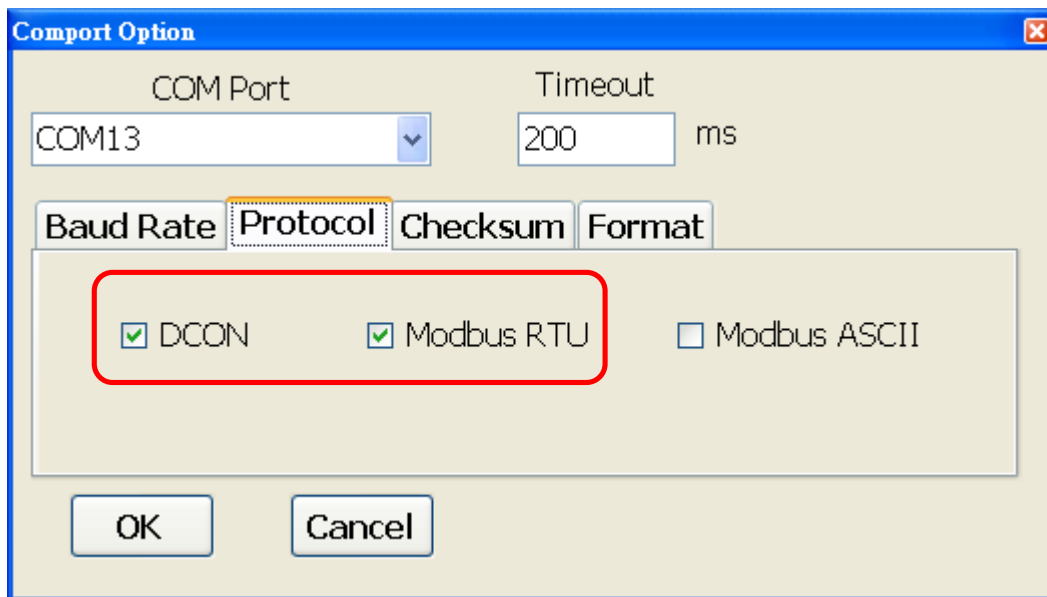 Comport Option
COM Port Timeout
COM13 200 ms
Baud Rate Protocol Checksum Format
DCON Modbus RTU Modbus ASCII
OK Cancel